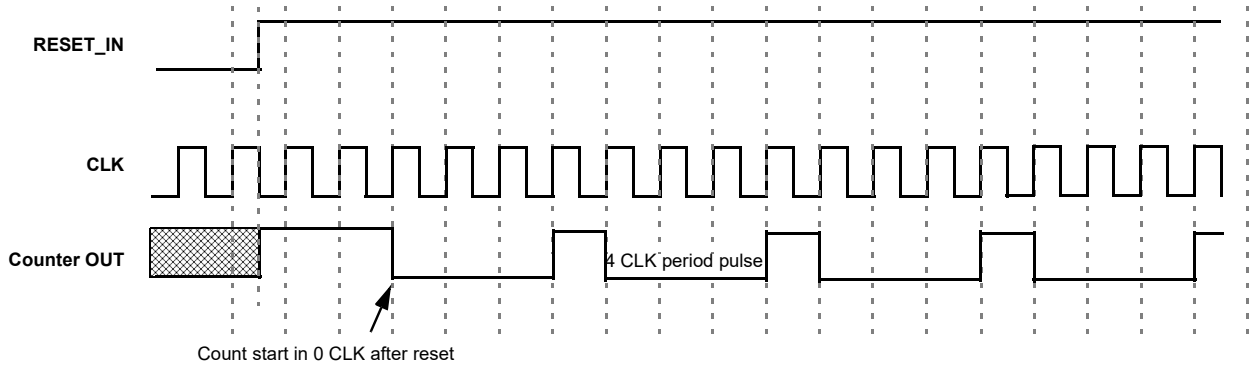 RESET_IN
CLK
Counter OUT
4 CLK period pulse
Count start in 0 CLK after reset